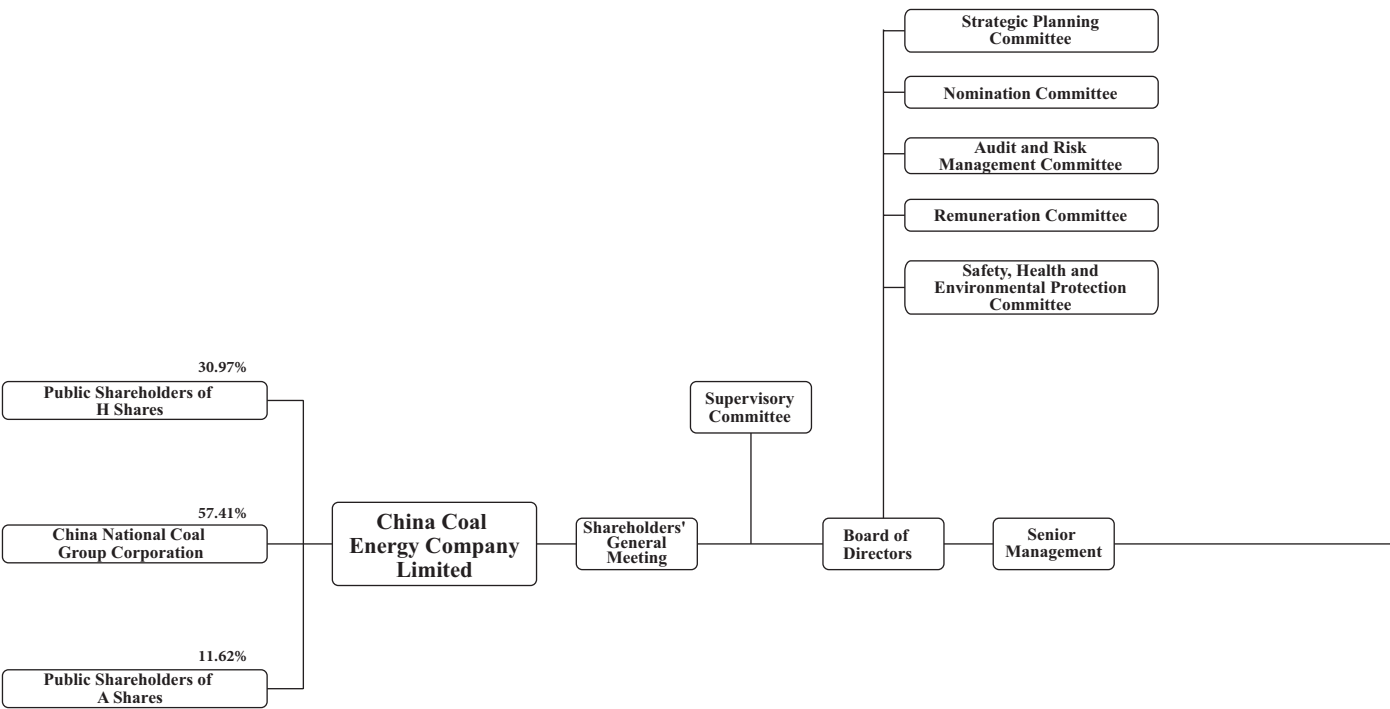 Strategic Planning
Committee
Nomination Committee
Audit and Risk
Management Committee
Remuneration Committee
Safety, Health and
Environmental Protection
Committee
30.97%
Public Shareholders of
H Shares
57.41%
China National Coal
Group Corporation
11.62%
Public Shareholders of
A Shares
China Coal
Energy Company
Limited
Shareholders'
General
Meeting
Supervisory
Committee
Board of
Directors
Senior
Management